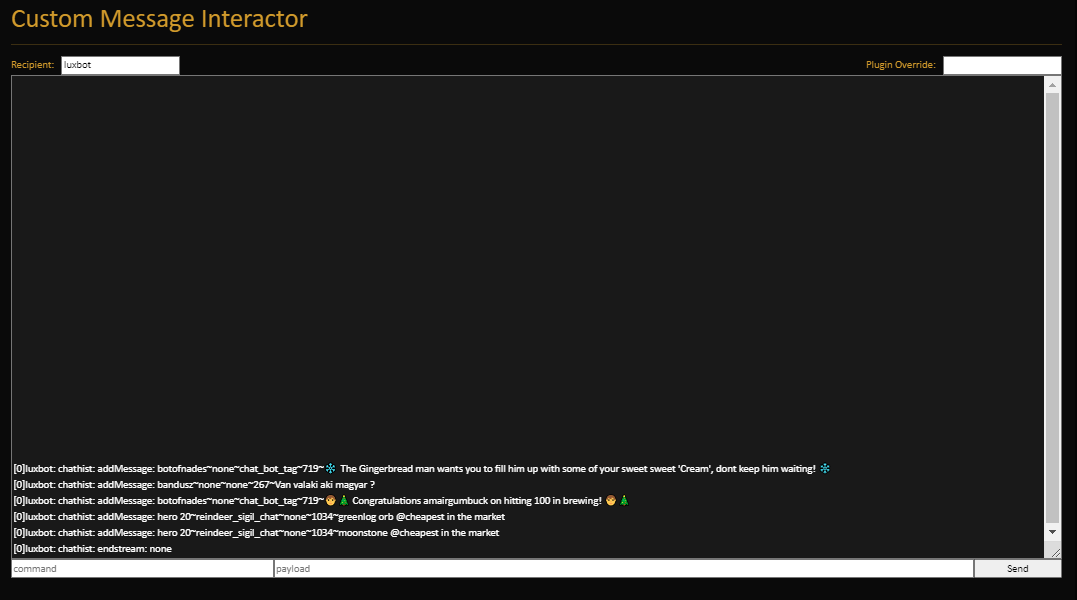 Custom Message Interactor
Recipient: luxbot Plugin Override:
[0]luxbot: chathist: addMessage: botofnades~none~chat_bot_tag~719~❄ The Gingerbread man wants you to fill him up with some of your sweet sweet 'Cream', dont keep him waiting! ❄
[0]luxbot: chathist: addMessage: bandusz~none~none~267~Van valaki aki magyar ?
[0]luxbot: chathist: addMessage: botofnades~none~chat_bot_tag~719~🧑🎄 Congratulations amairgumbuck on hitting 100 in brewing! 🧑🎄
[0]luxbot: chathist: addMessage: hero 20~reindeer_sigil_chat~none~1034~greenlog orb @cheapest in the market
[0]luxbot: chathist: addMessage: hero 20~reindeer_sigil_chat~none~1034~moonstone @cheapest in the market
[0]luxbot: chathist: endstream: none
command payload Send